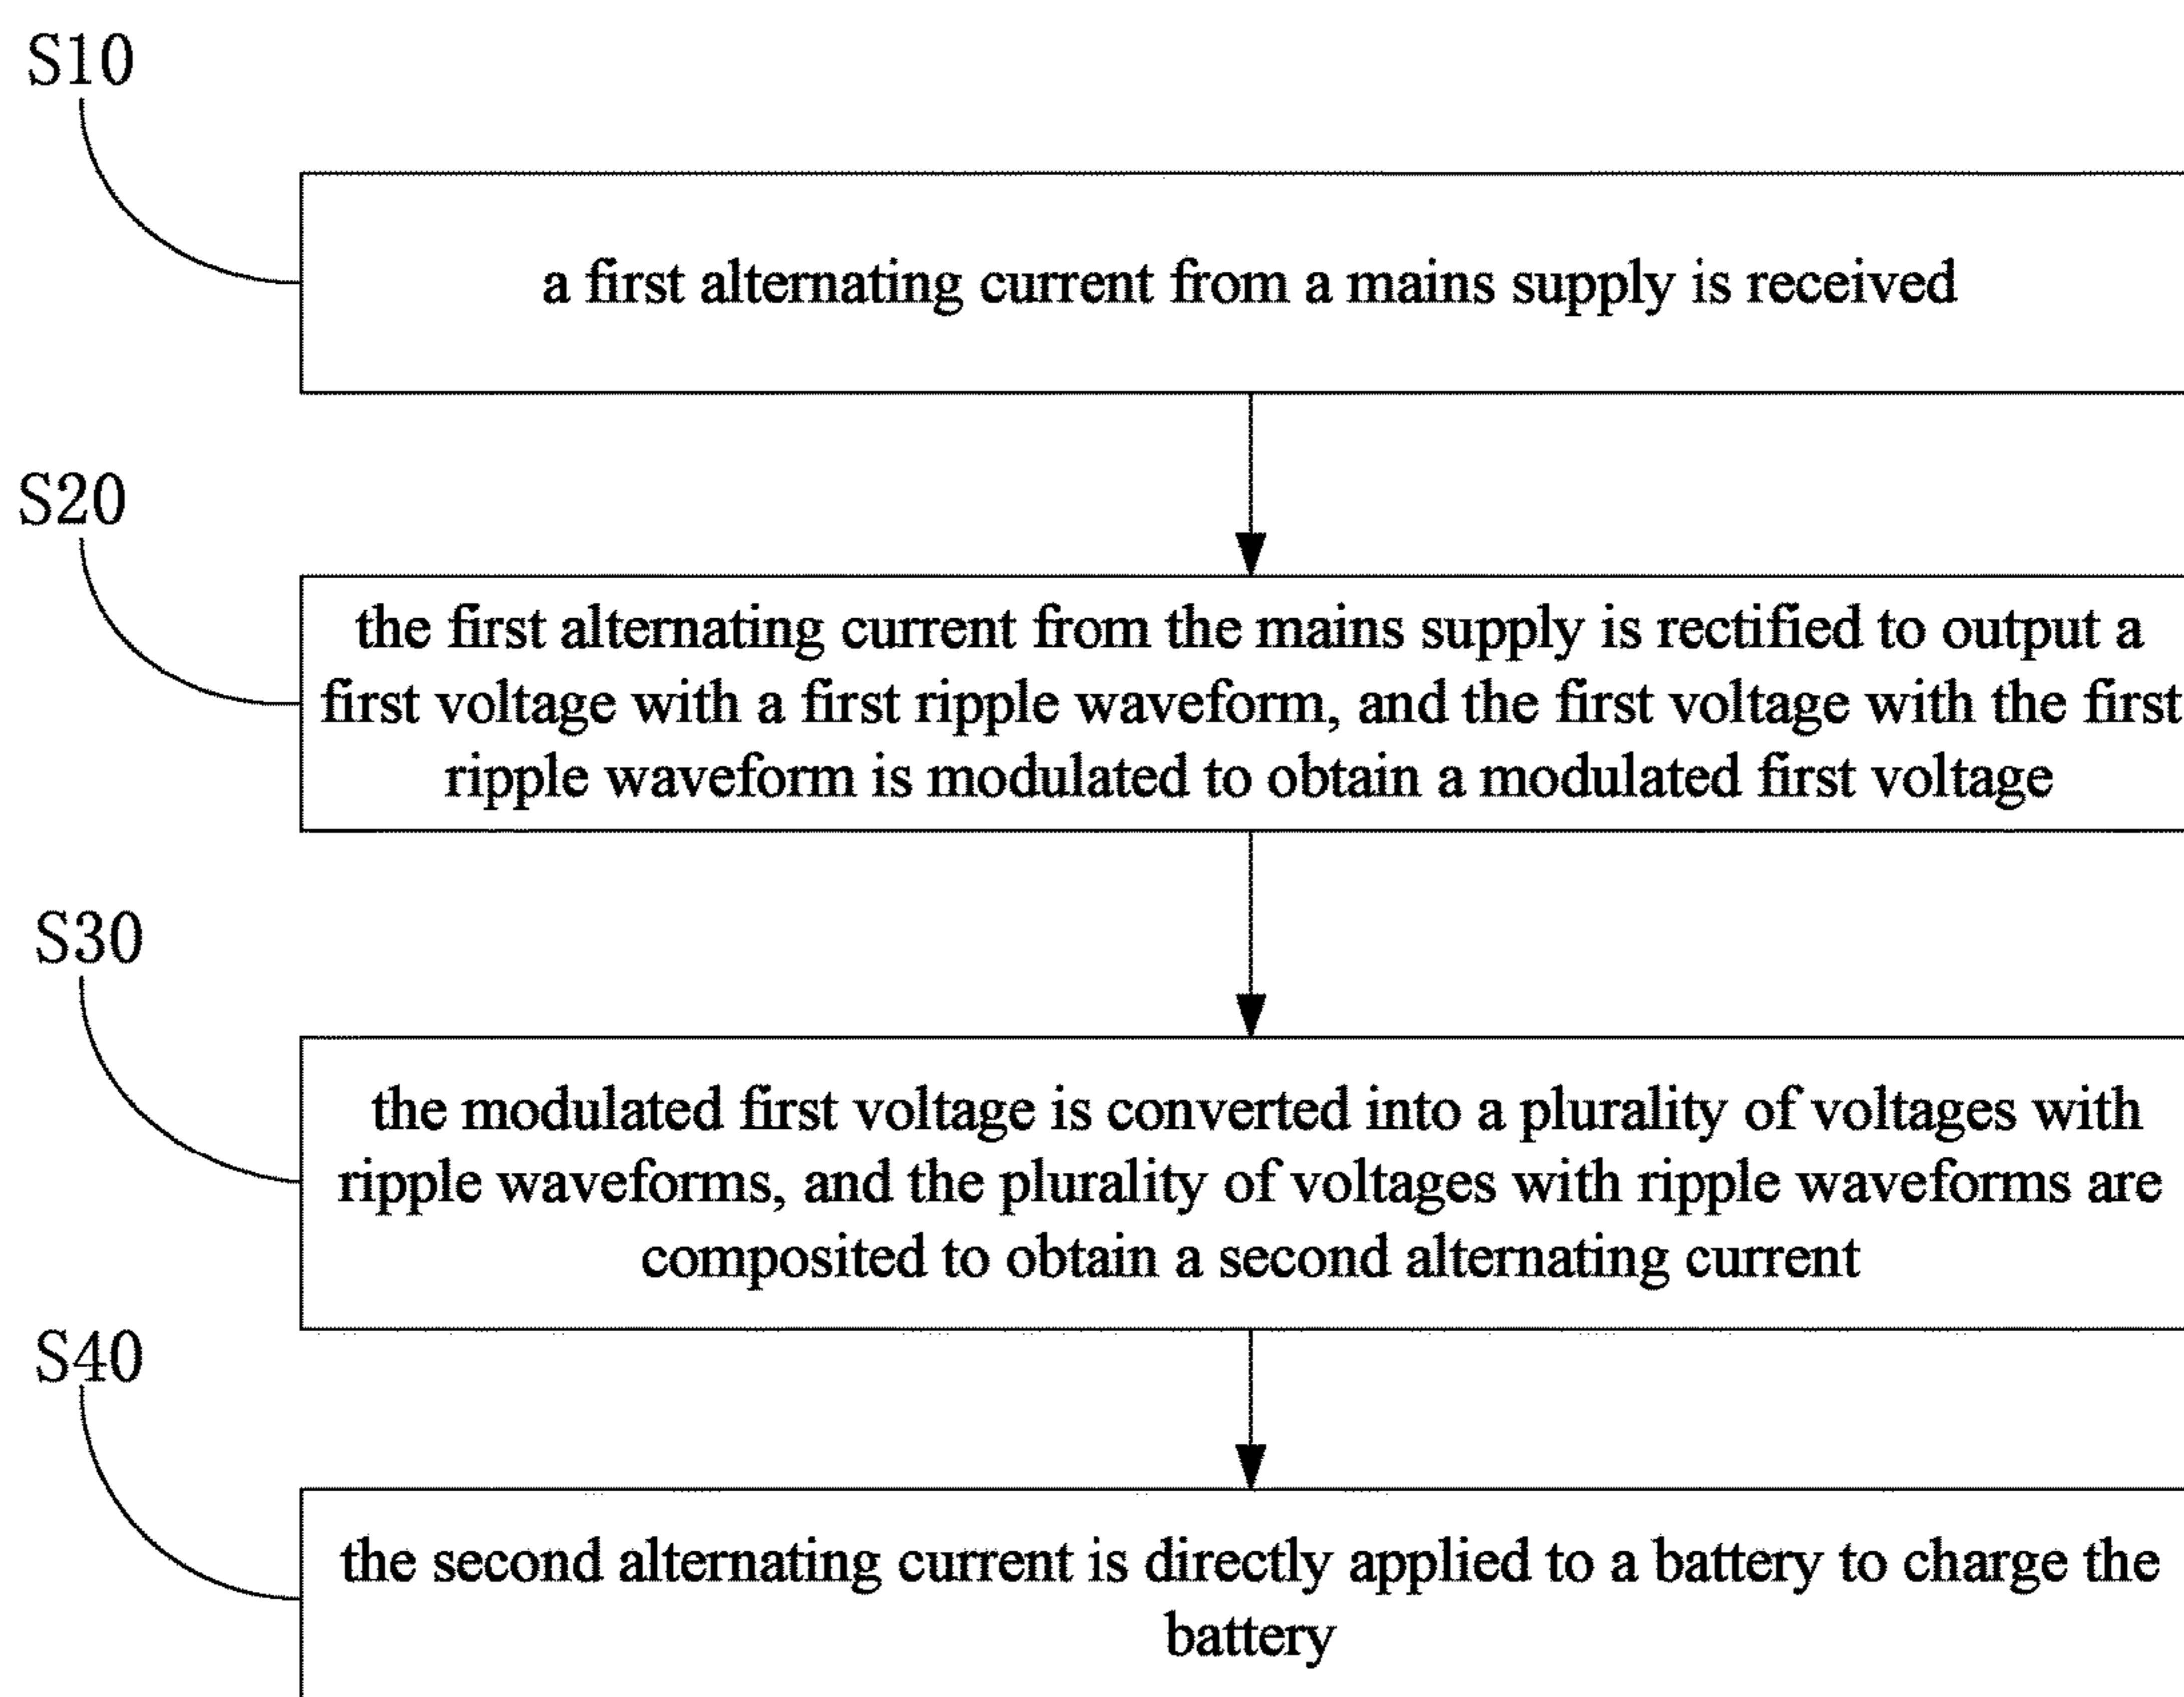 S10
a first alternating current from a mains supply is received
S20
the first alternating current from the mains supply is rectified to output a
first voltage with a first ripple waveform, and the first voltage with the first
ripple waveform is modulated to obtain a modulated first voltage
S30
the modulated first voltage is converted into a plurality of voltages with
ripple waveforms, and the plurality of voltages with ripple waveforms are
composited to obtain a second alternating current
S40
the second alternating current is directly applied to a battery to charge the
battery